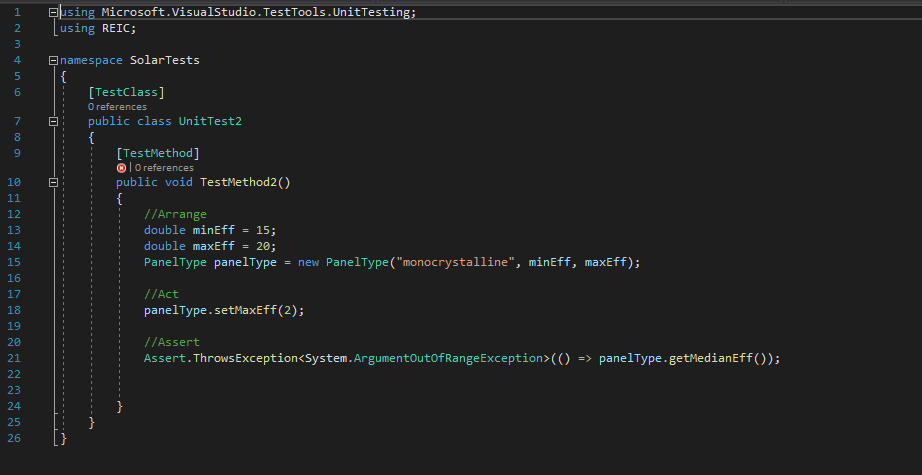 1 using Microsoft.VisualStudio.TestTools.UnitTesting;
2 using REIC;
3
4 namespace SolarTests
5 {
6 [TestClass]
0 references
7 public class UnitTest2
8 {
9 [TestMethod]
| 0 references
10 public void TestMethod2()
11 {
12 //Arrange
13 double minEff = 15;
14 double maxEff = 20;
15 PanelType panelType = new PanelType("monocrystalline", minEff, maxEff);
16
17 //Act
18 panelType.setMaxEff(2);
19
20 //Assert
21 Assert.ThrowsException<System.ArgumentOutOfRangeException>(() => panelType.getMedianEff());
22
23
24 }
25 }
26 }